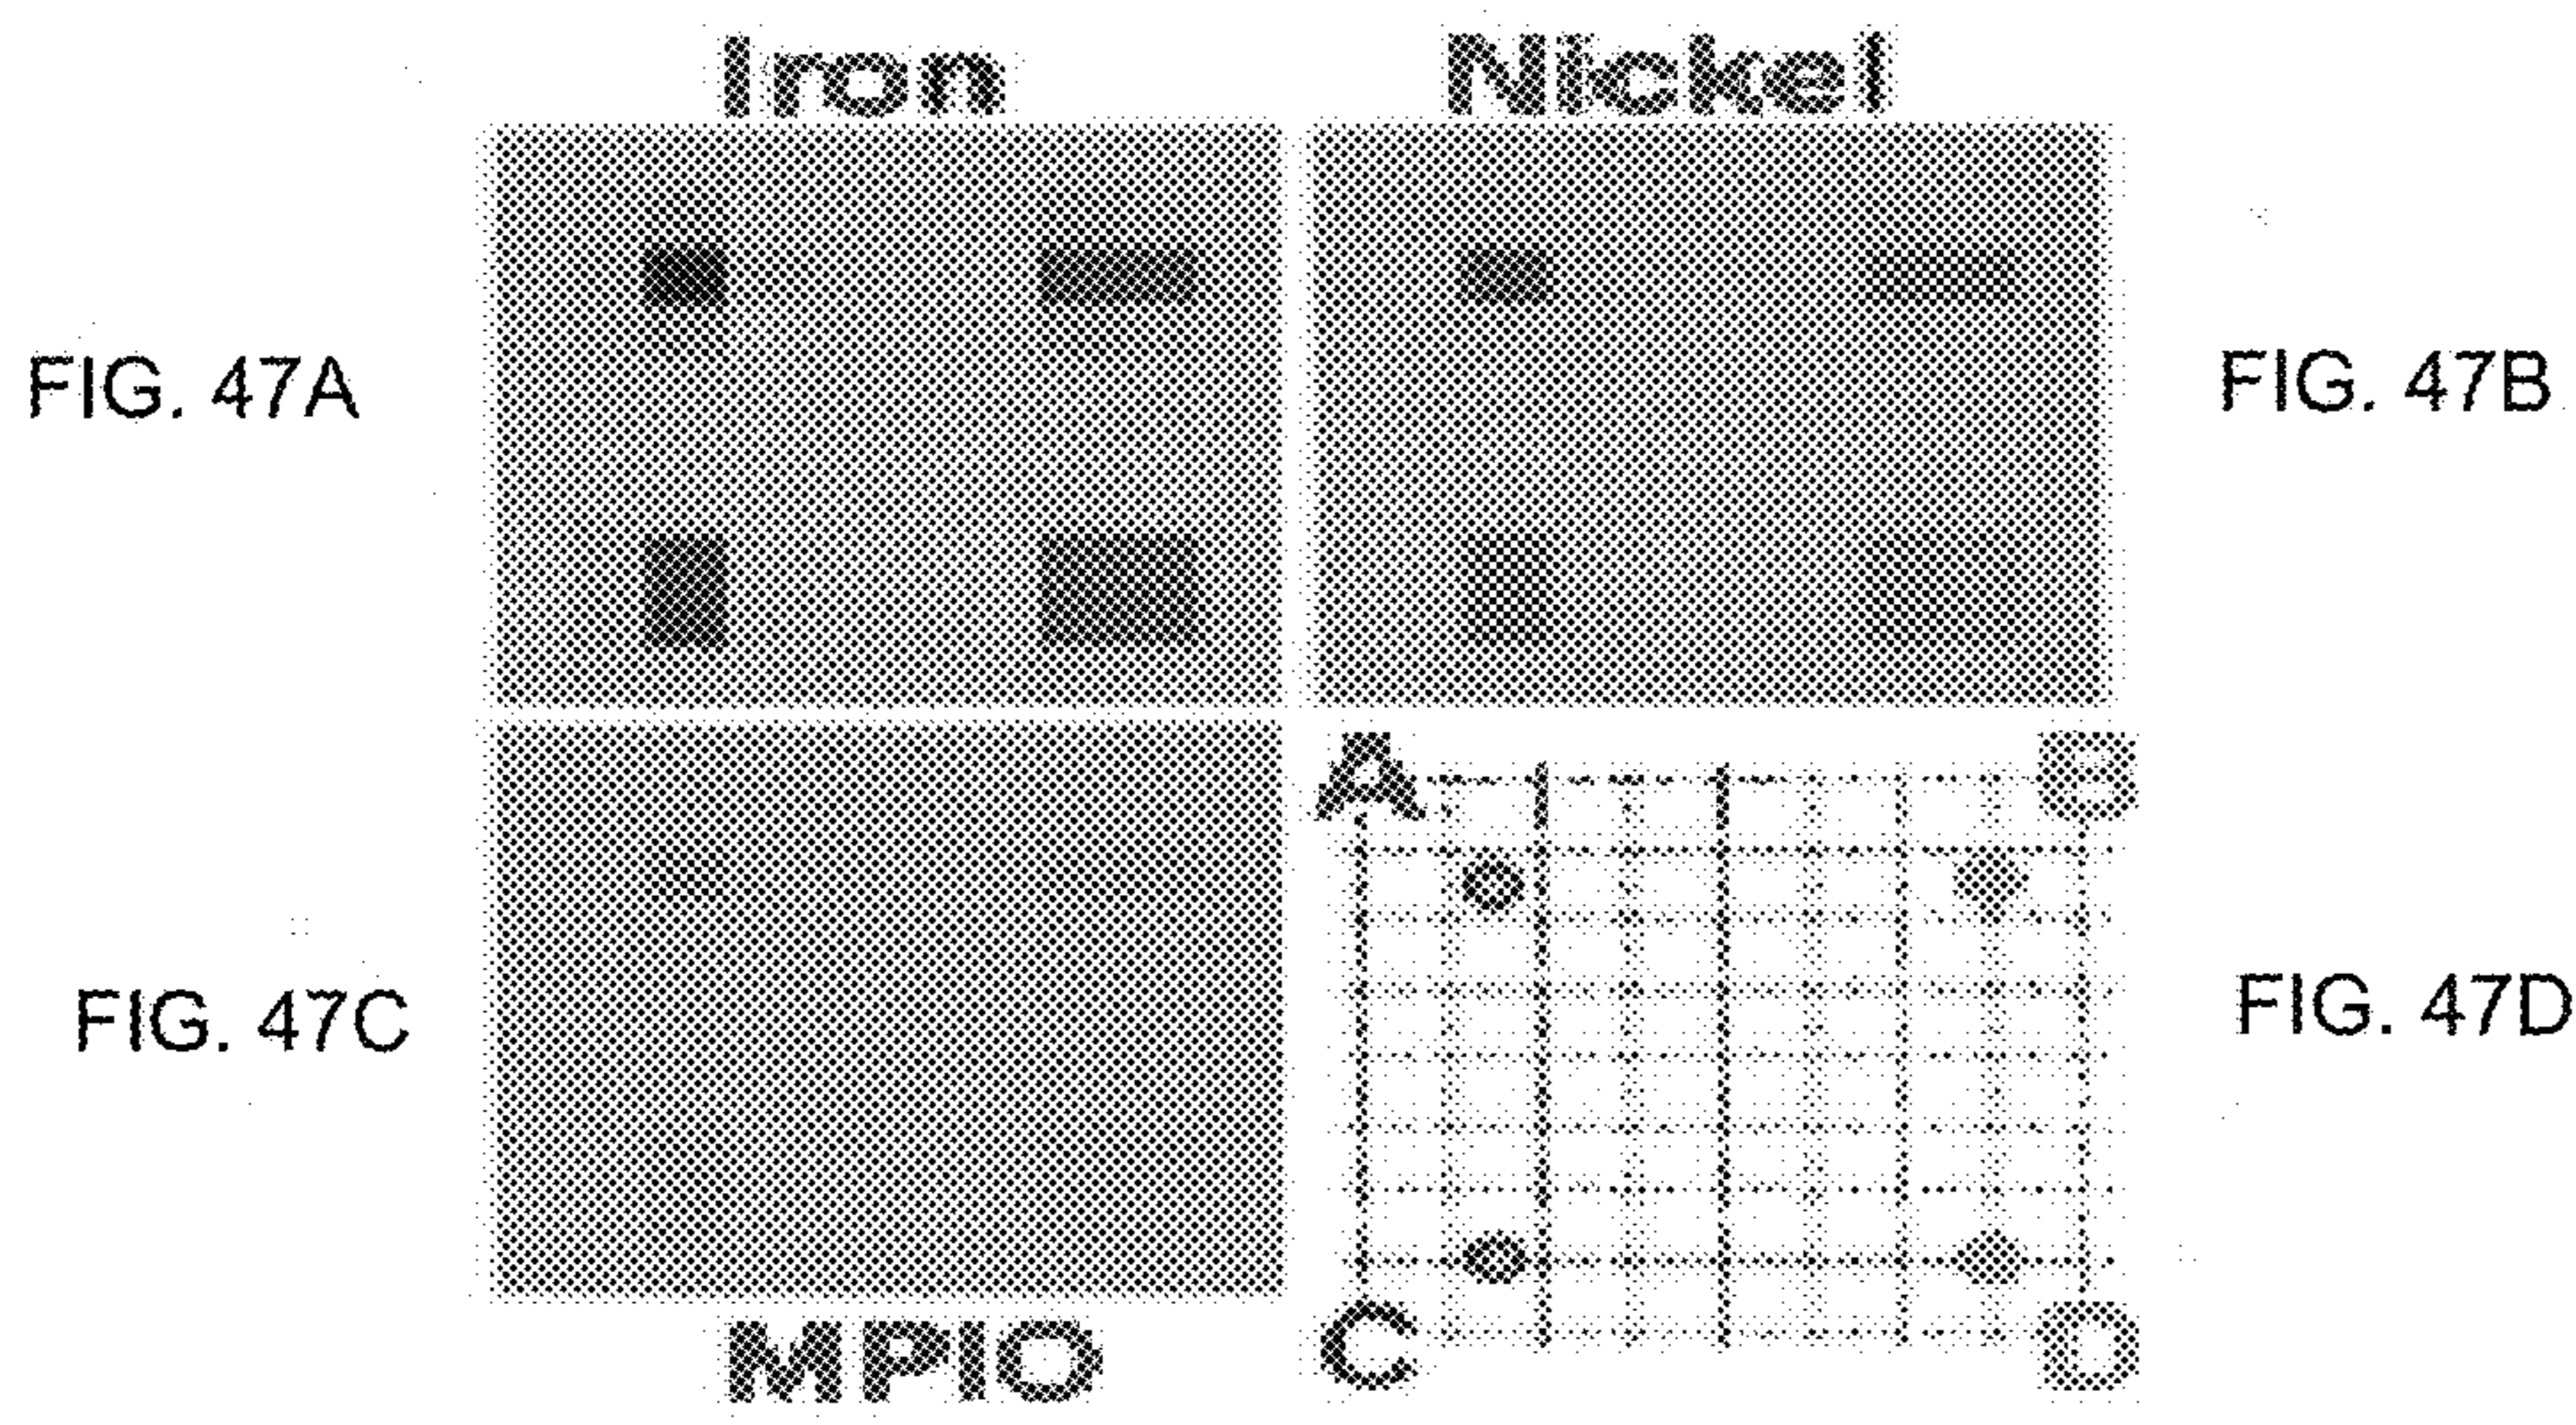 Iron Nickel
FIG. 47A FIG. 47B
A B
FIG. 47C FIG. 47D
C D
MPIO